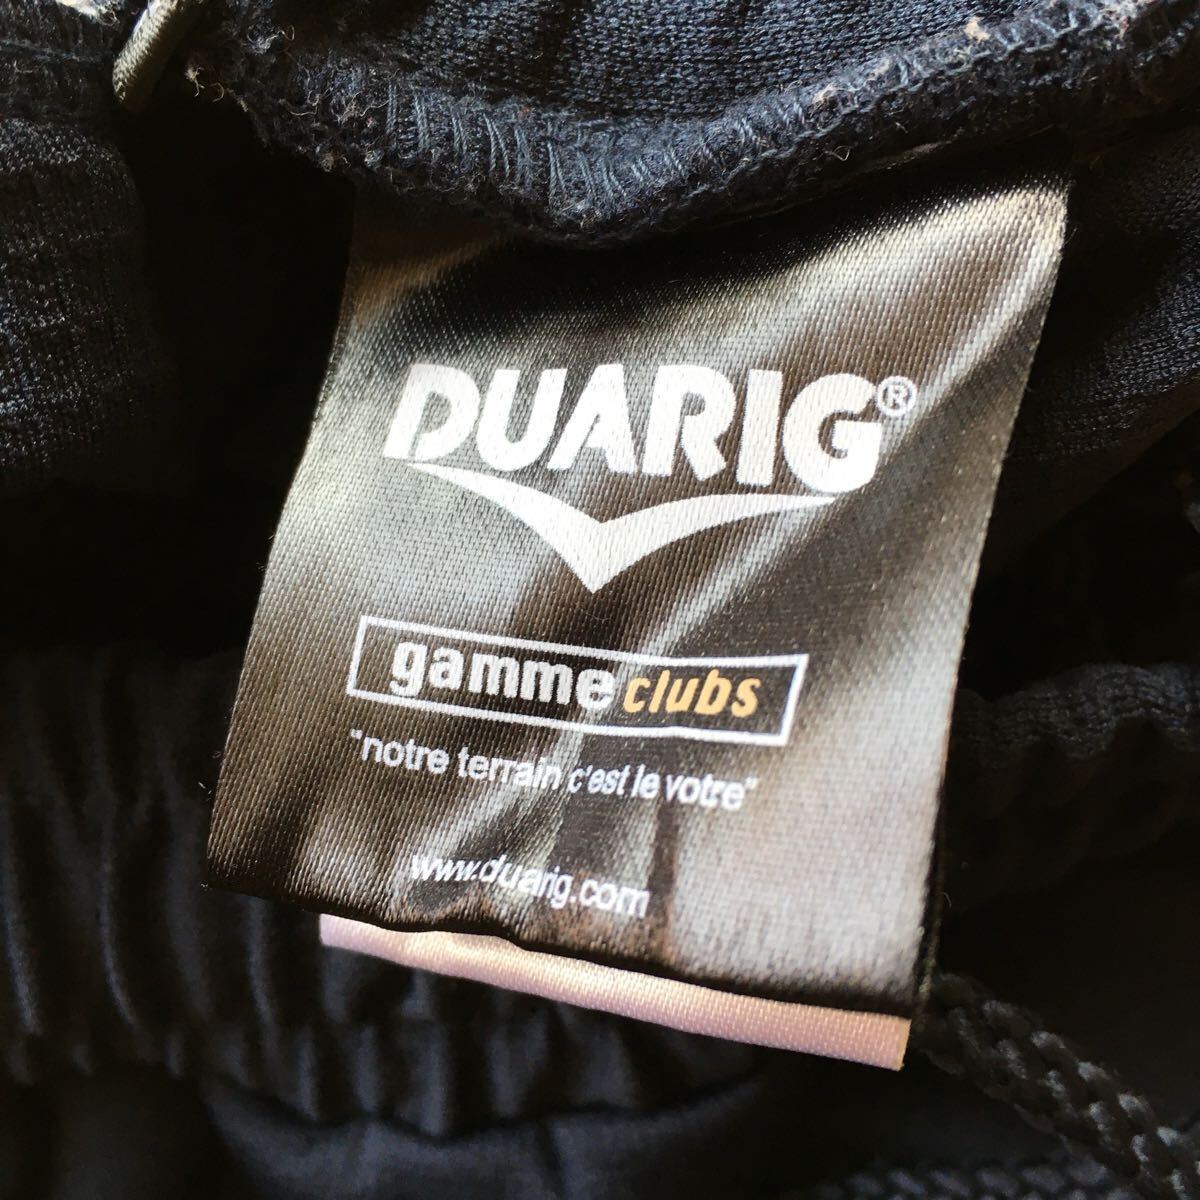 DUARIG®
gamme clubs
"notre terrain c'est le votre"
www.duarig.com